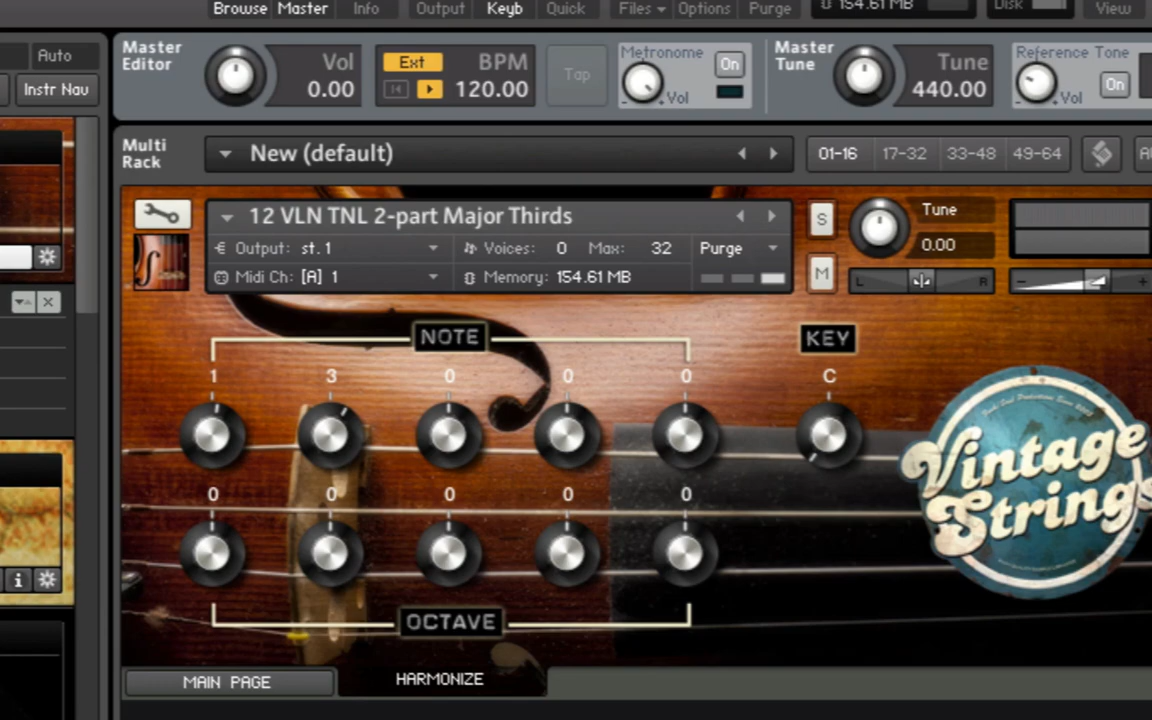 Browse Master Info Output Keyb Quick Files Options Purge 154.61 MB Disk View
Auto
Instr Nav
Master
Editor
Vol
0.00
Ext
BPM
120.00
Tap
Metronome
On
- + Vol
Master
Tune
Tune
440.00
Reference Tone
On
- + Vol
Multi
Rack
New (default)
01-16 17-32 33-48 49-64
12 VLN TNL 2-part Major Thirds
Output: st.1
Voices: 0 Max: 32
Purge
Midi Ch: [A] 1
Memory: 154.61 MB
S
M
Tune
0.00
L R
- +
NOTE
KEY
1 3 0 0 0 C
0 0 0 0 0
OCTAVE
Vintage
Strings
i
MAIN PAGE
HARMONIZE